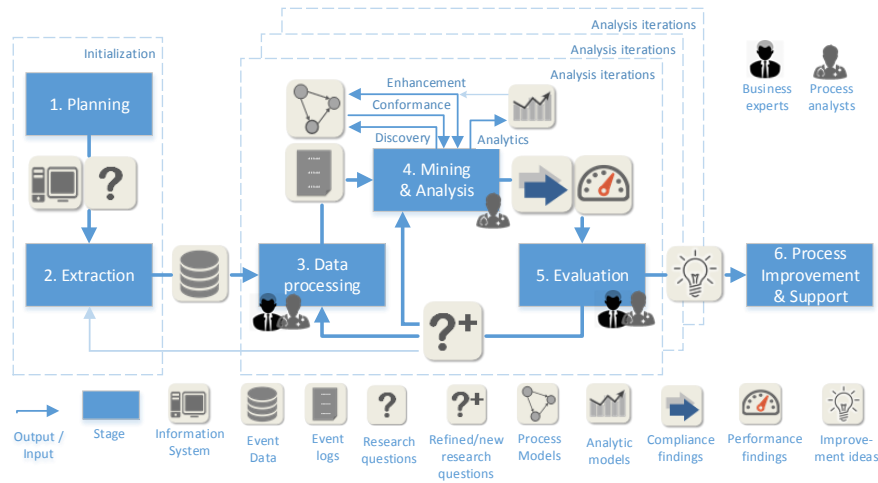 Analysis iterations
Analysis iterations
Analysis iterations
Initialization
Business
experts
Process
analysts
1. Planning
Enhancement
Conformance
Discovery
Analytics
4. Mining
& Analysis
?
2. Extraction
3. Data
processing
5. Evaluation
6. Process
Improvement
& Support
?+
Output /
Input
Stage
Information
System
Event
Data
Event
logs
?
Research
questions
?+
Refined/new
research
questions
Process
Models
Analytic
models
Compliance
findings
Performance
findings
Improve-
ment ideas